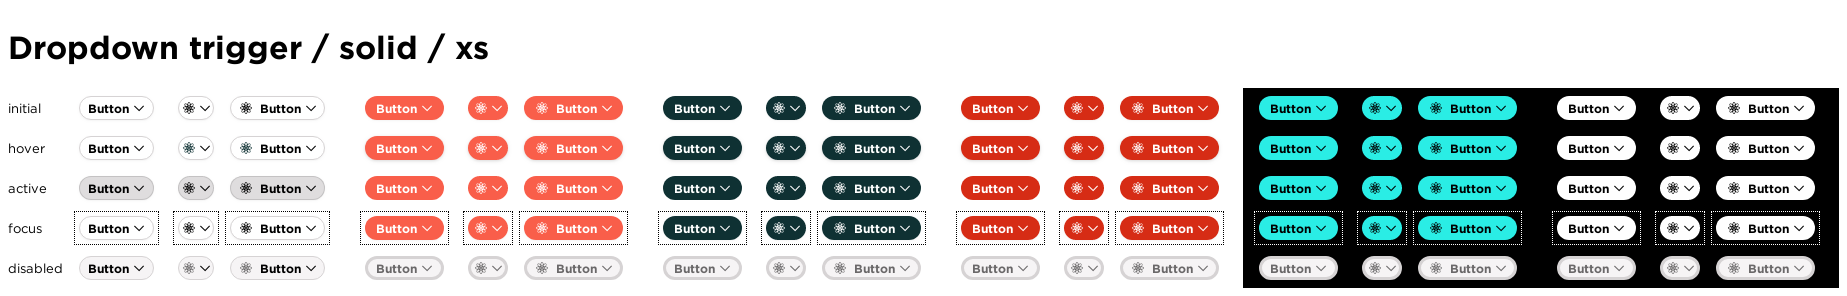 Dropdown trigger / solid / xs
initial Button Button Button Button Button Button Button Button Button Button Button Button
hover Button Button Button Button Button Button Button Button Button Button Button Button
active Button Button Button Button Button Button Button Button Button Button Button Button
focus Button Button Button Button Button Button Button Button Button Button Button Button
disabled Button Button Button Button Button Button Button Button Button Button Button Button